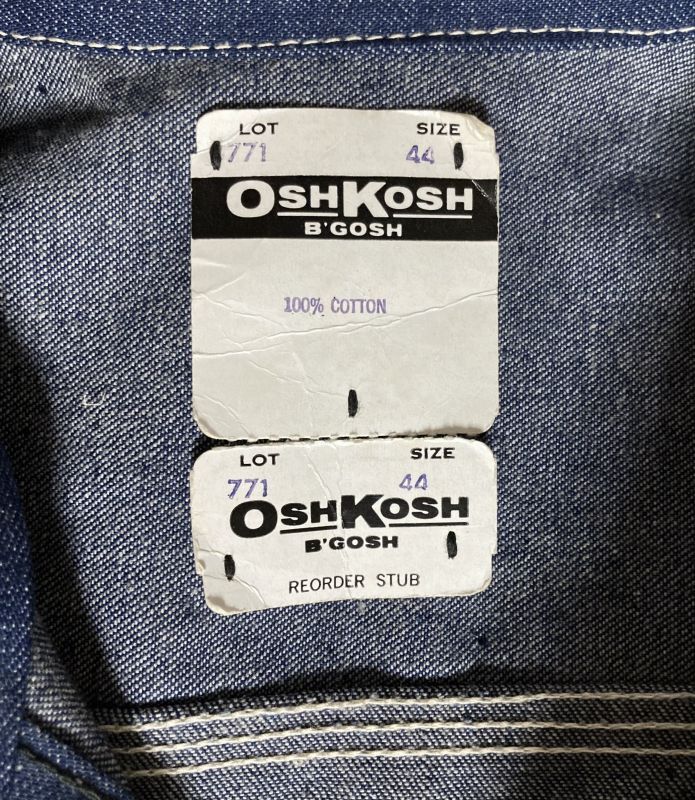 LOT SIZE
771 44
OSHKOSH
B'GOSH
100% COTTON
LOT SIZE
771 44
OSHKOSH
B'GOSH
REORDER STUB